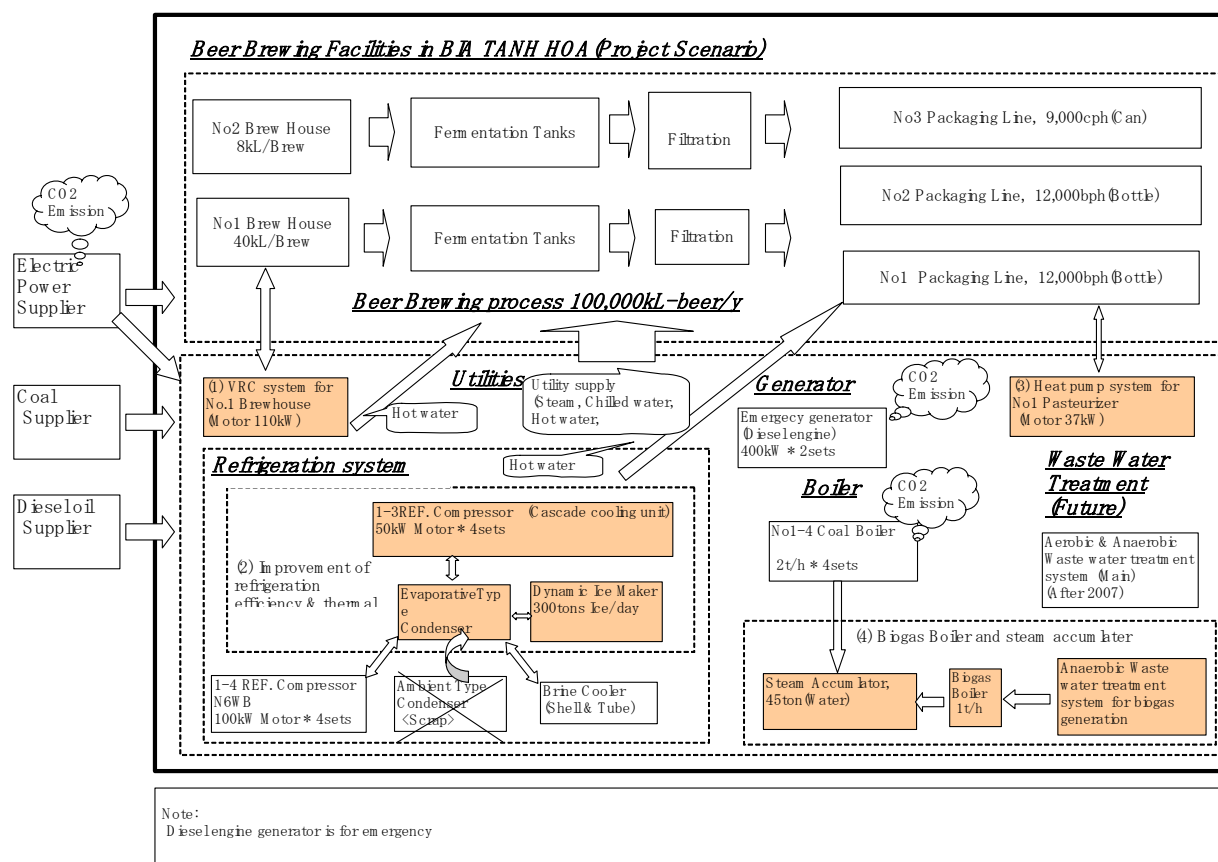 Beer Brewing Facilities in BIA TANH HOA (Project Scenario)
No2 Brew House
8kL/Brew
Fermentation Tanks
Filtration
No3 Packaging Line, 9,000cph (Can)
CO2
Emission
No2 Packaging Line, 12,000bph (Bottle)
No1 Brew House
40kL/Brew
Fermentation Tanks
Filtration
Electric
Power
Supplier
No1 Packaging Line, 12,000bph (Bottle)
Beer Brewing process 100,000kL-beer/y
(1) VRC system for
No.1 Brewhouse
(Motor 110kW)
Hot water
Utilities
Utility supply
(Steam, Chilled water,
Hot water,
Generator
CO2
Emission
Emergecy generator
(Diesel engine)
400kW * 2sets
(3) Heat pump system for
No1 Pasteurizer
(Motor 37kW)
Coal
Supplier
Refrigeration system
Hot water
Boiler
CO2
Emission
Waste Water
Treatment
(Future)
Diesel oil
Supplier
1-3REF. Compressor (Cascade cooling unit)
50kW Motor * 4sets
No1-4 Coal Boiler
2t/h * 4sets
Aerobic & Anaerobic
Waste water treatment
system (Main)
(After 2007)
(2) Improvement of
refrigeration
efficiency & thermal
Evaporative Typ
e
Condenser
Dynamic Ice Maker
300tons Ice/day
(4) Biogas Boiler and steam accumlater
1-4 REF. Compressor
N6WB
100kW Motor * 4sets
Ambient Type
Condenser
<Scrap>
Brine Cooler
(Shell & Tube)
Steam Accumulator,
45ton (Water)
Biogas
Boiler
1t/h
Anaerobic Waste
water treatment
system for biogas
generation
Note:
Diesel engine generator is for emergency